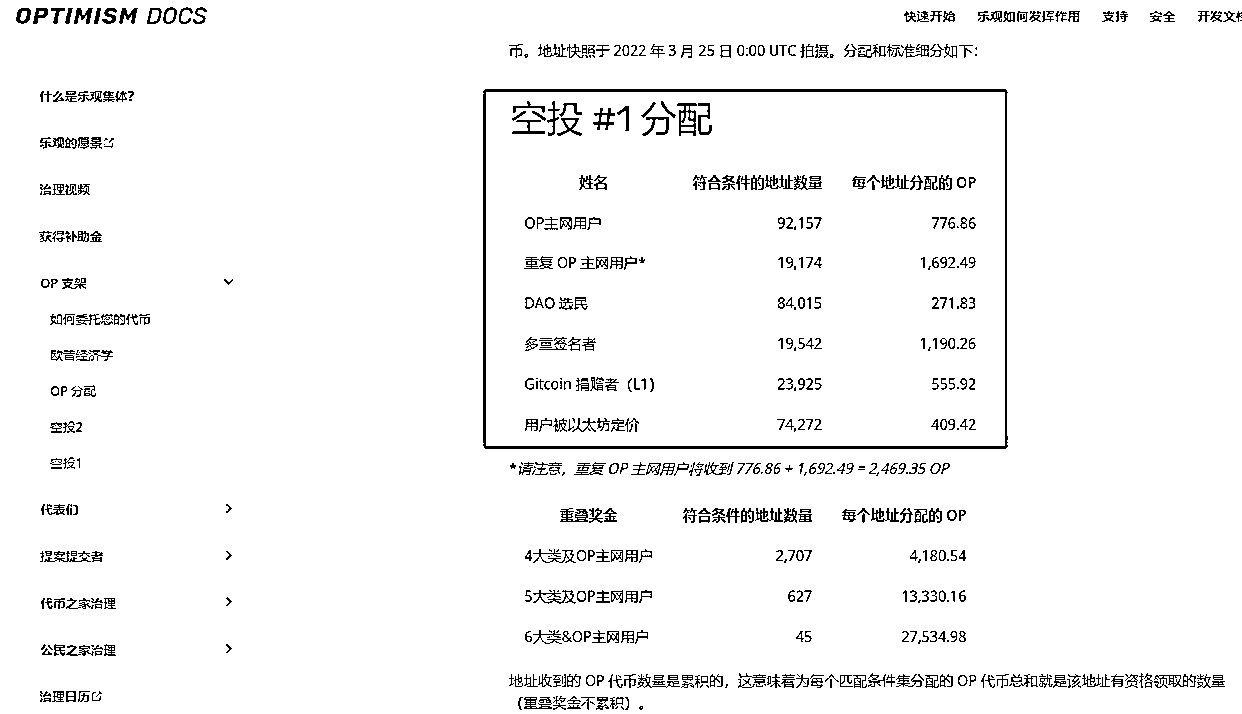 OPTIMISM DOCS
快速开始 乐观如何发挥作用 支持 安全 开发文档
币。地址快照于 2022 年 3 月 25 日 0:00 UTC 拍摄。分配和标准细分如下：
什么是乐观集体？
乐观的愿景
治理视频
获得补助金
OP 支架
如何委托您的代币
欧普经济学
OP 分配
空投2
空投1
代表们
提案提交者
代币之家治理
公民之家治理
治理日历
空投 #1 分配
姓名 符合条件的地址数量 每个地址分配的 OP
OP主网用户 92,157 776.86
重复 OP 主网用户* 19,174 1,692.49
DAO 选民 84,015 271.83
多重签名者 19,542 1,190.26
Gitcoin 捐赠者（L1） 23,925 555.92
用户被以太坊定价 74,272 409.42
*请注意，重复 OP 主网用户将收到 776.86 + 1,692.49 = 2,469.35 OP
重叠奖金 符合条件的地址数量 每个地址分配的 OP
4大类及OP主网用户 2,707 4,180.54
5大类及OP主网用户 627 13,330.16
6大类&OP主网用户 45 27,534.98
地址收到的 OP 代币数量是累积的，这意味着为每个匹配条件集分配的 OP 代币总和就是该地址有资格领取的数量
（重叠奖金不累积）。